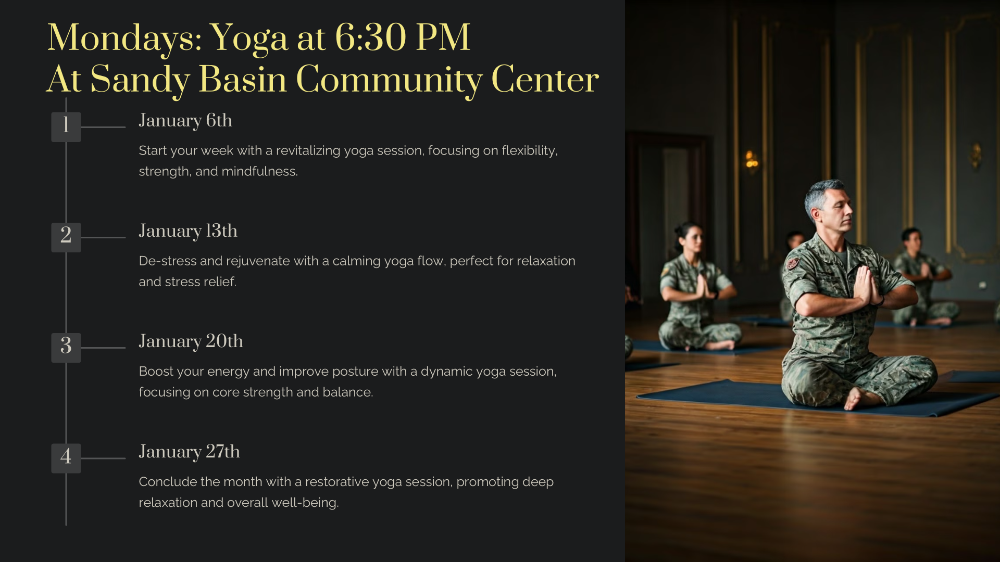 Mondays: Yoga at 6:30 PM
At Sandy Basin Community Center
1
January 6th
Start your week with a revitalizing yoga session, focusing on flexibility,
strength, and mindfulness.
2
January 13th
De-stress and rejuvenate with a calming yoga flow, perfect for relaxation
and stress relief.
3
January 20th
Boost your energy and improve posture with a dynamic yoga session,
focusing on core strength and balance.
4
January 27th
Conclude the month with a restorative yoga session, promoting deep
relaxation and overall well-being.